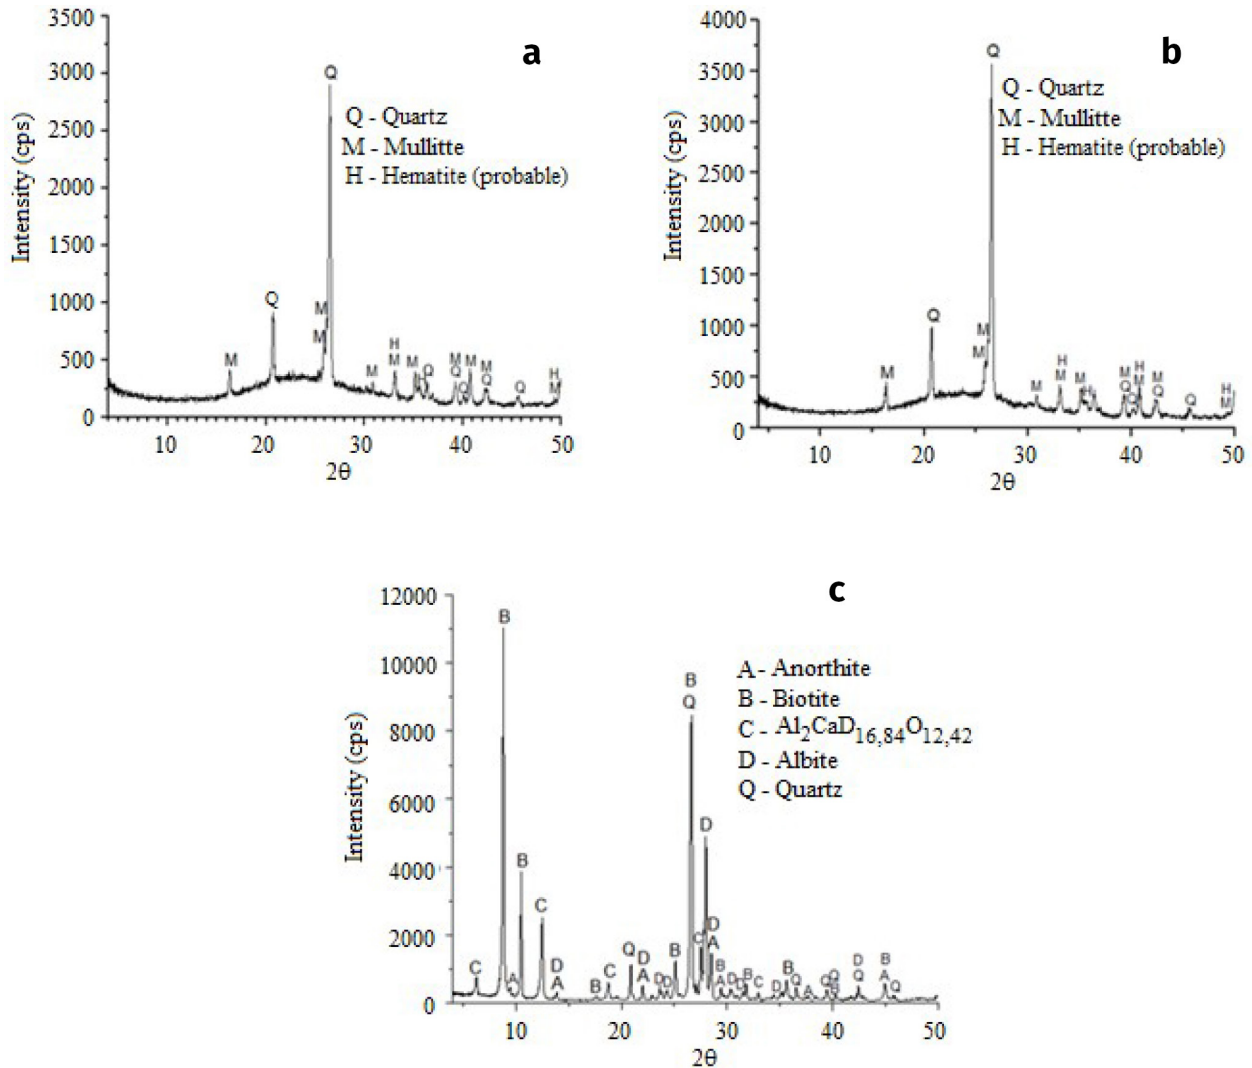 a
Intensity (cps)
3500
3000
2500
2000
1500
1000
500
0
Q
Q - Quartz
M - Mullitte
H - Hematite (probable)
Q
M
M
M
M
H
M
M
Q
M
Q
Q
M
M
Q
Q
H
M
10 20 30 40 50
2θ
b
Intensity (cps)
4000
3500
3000
2500
2000
1500
1000
500
0
Q
Q - Quartz
M - Mullitte
H - Hematite (probable)
Q
M
M
M
M
H
M
M
H
M
Q
Q
H
M
M
Q
Q
H
M
10 20 30 40 50
2θ
c
Intensity (cps)
12000
10000
8000
6000
4000
2000
0
A - Anorthite
B - Biotite
C - Al2CaD16,84O12,42
D - Albite
Q - Quartz
C
B
A
B
C
D
A
B
C
Q
D
A
D
D
B
B
Q
C
D
D
A
B
A
D
D
B
C
D
B
Q
A
Q
Q
D
Q
B
A
Q
10 20 30 40 50
2θ